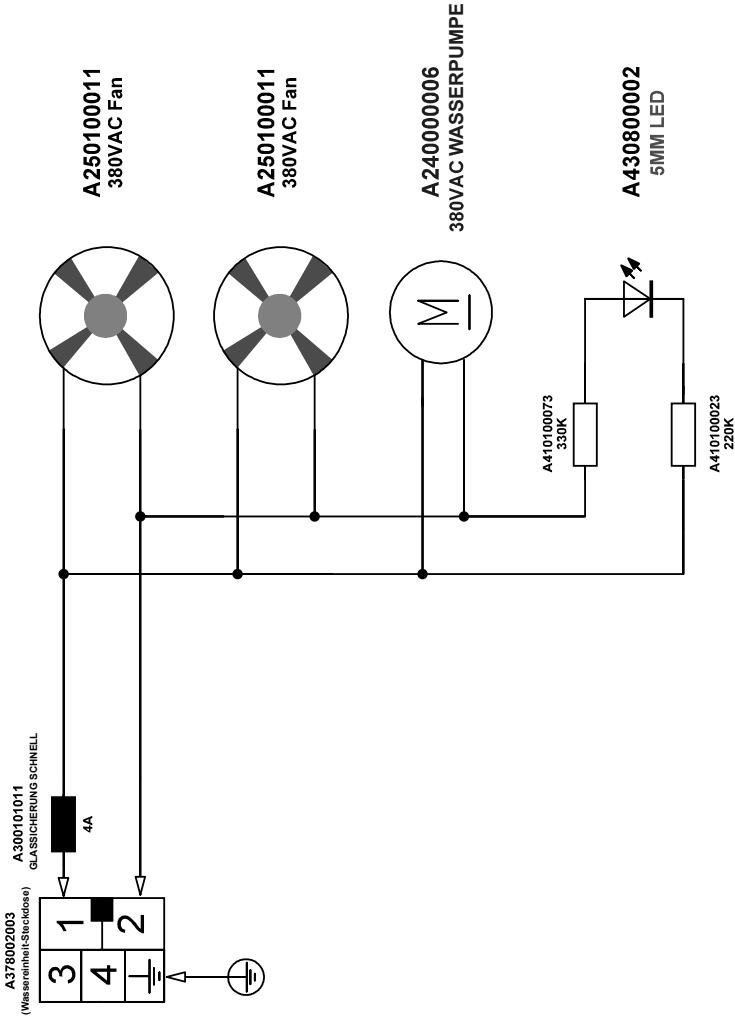 A250100011
380VAC Fan
A250100011
380VAC Fan
A240000006
380VAC WASSERPUMPE
A430800002
5MM LED
M
A410100073
330K
A410100023
220K
A300101011
GLASSICHERUNG SCHNELL
4A
A378002003
(Wassereinheit-Steckdose)
1
2
3
4